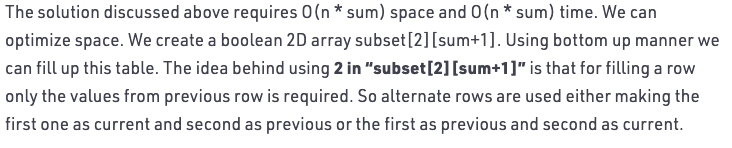 The solution discussed above requires O(n * sum) space and O(n * sum) time. We can
optimize space. We create a boolean 2D array subset[2][sum+1]. Using bottom up manner we
can fill up this table. The idea behind using 2 in “subset[2][sum+1]” is that for filling a row
only the values from previous row is required. So alternate rows are used either making the
first one as current and second as previous or the first as previous and second as current.